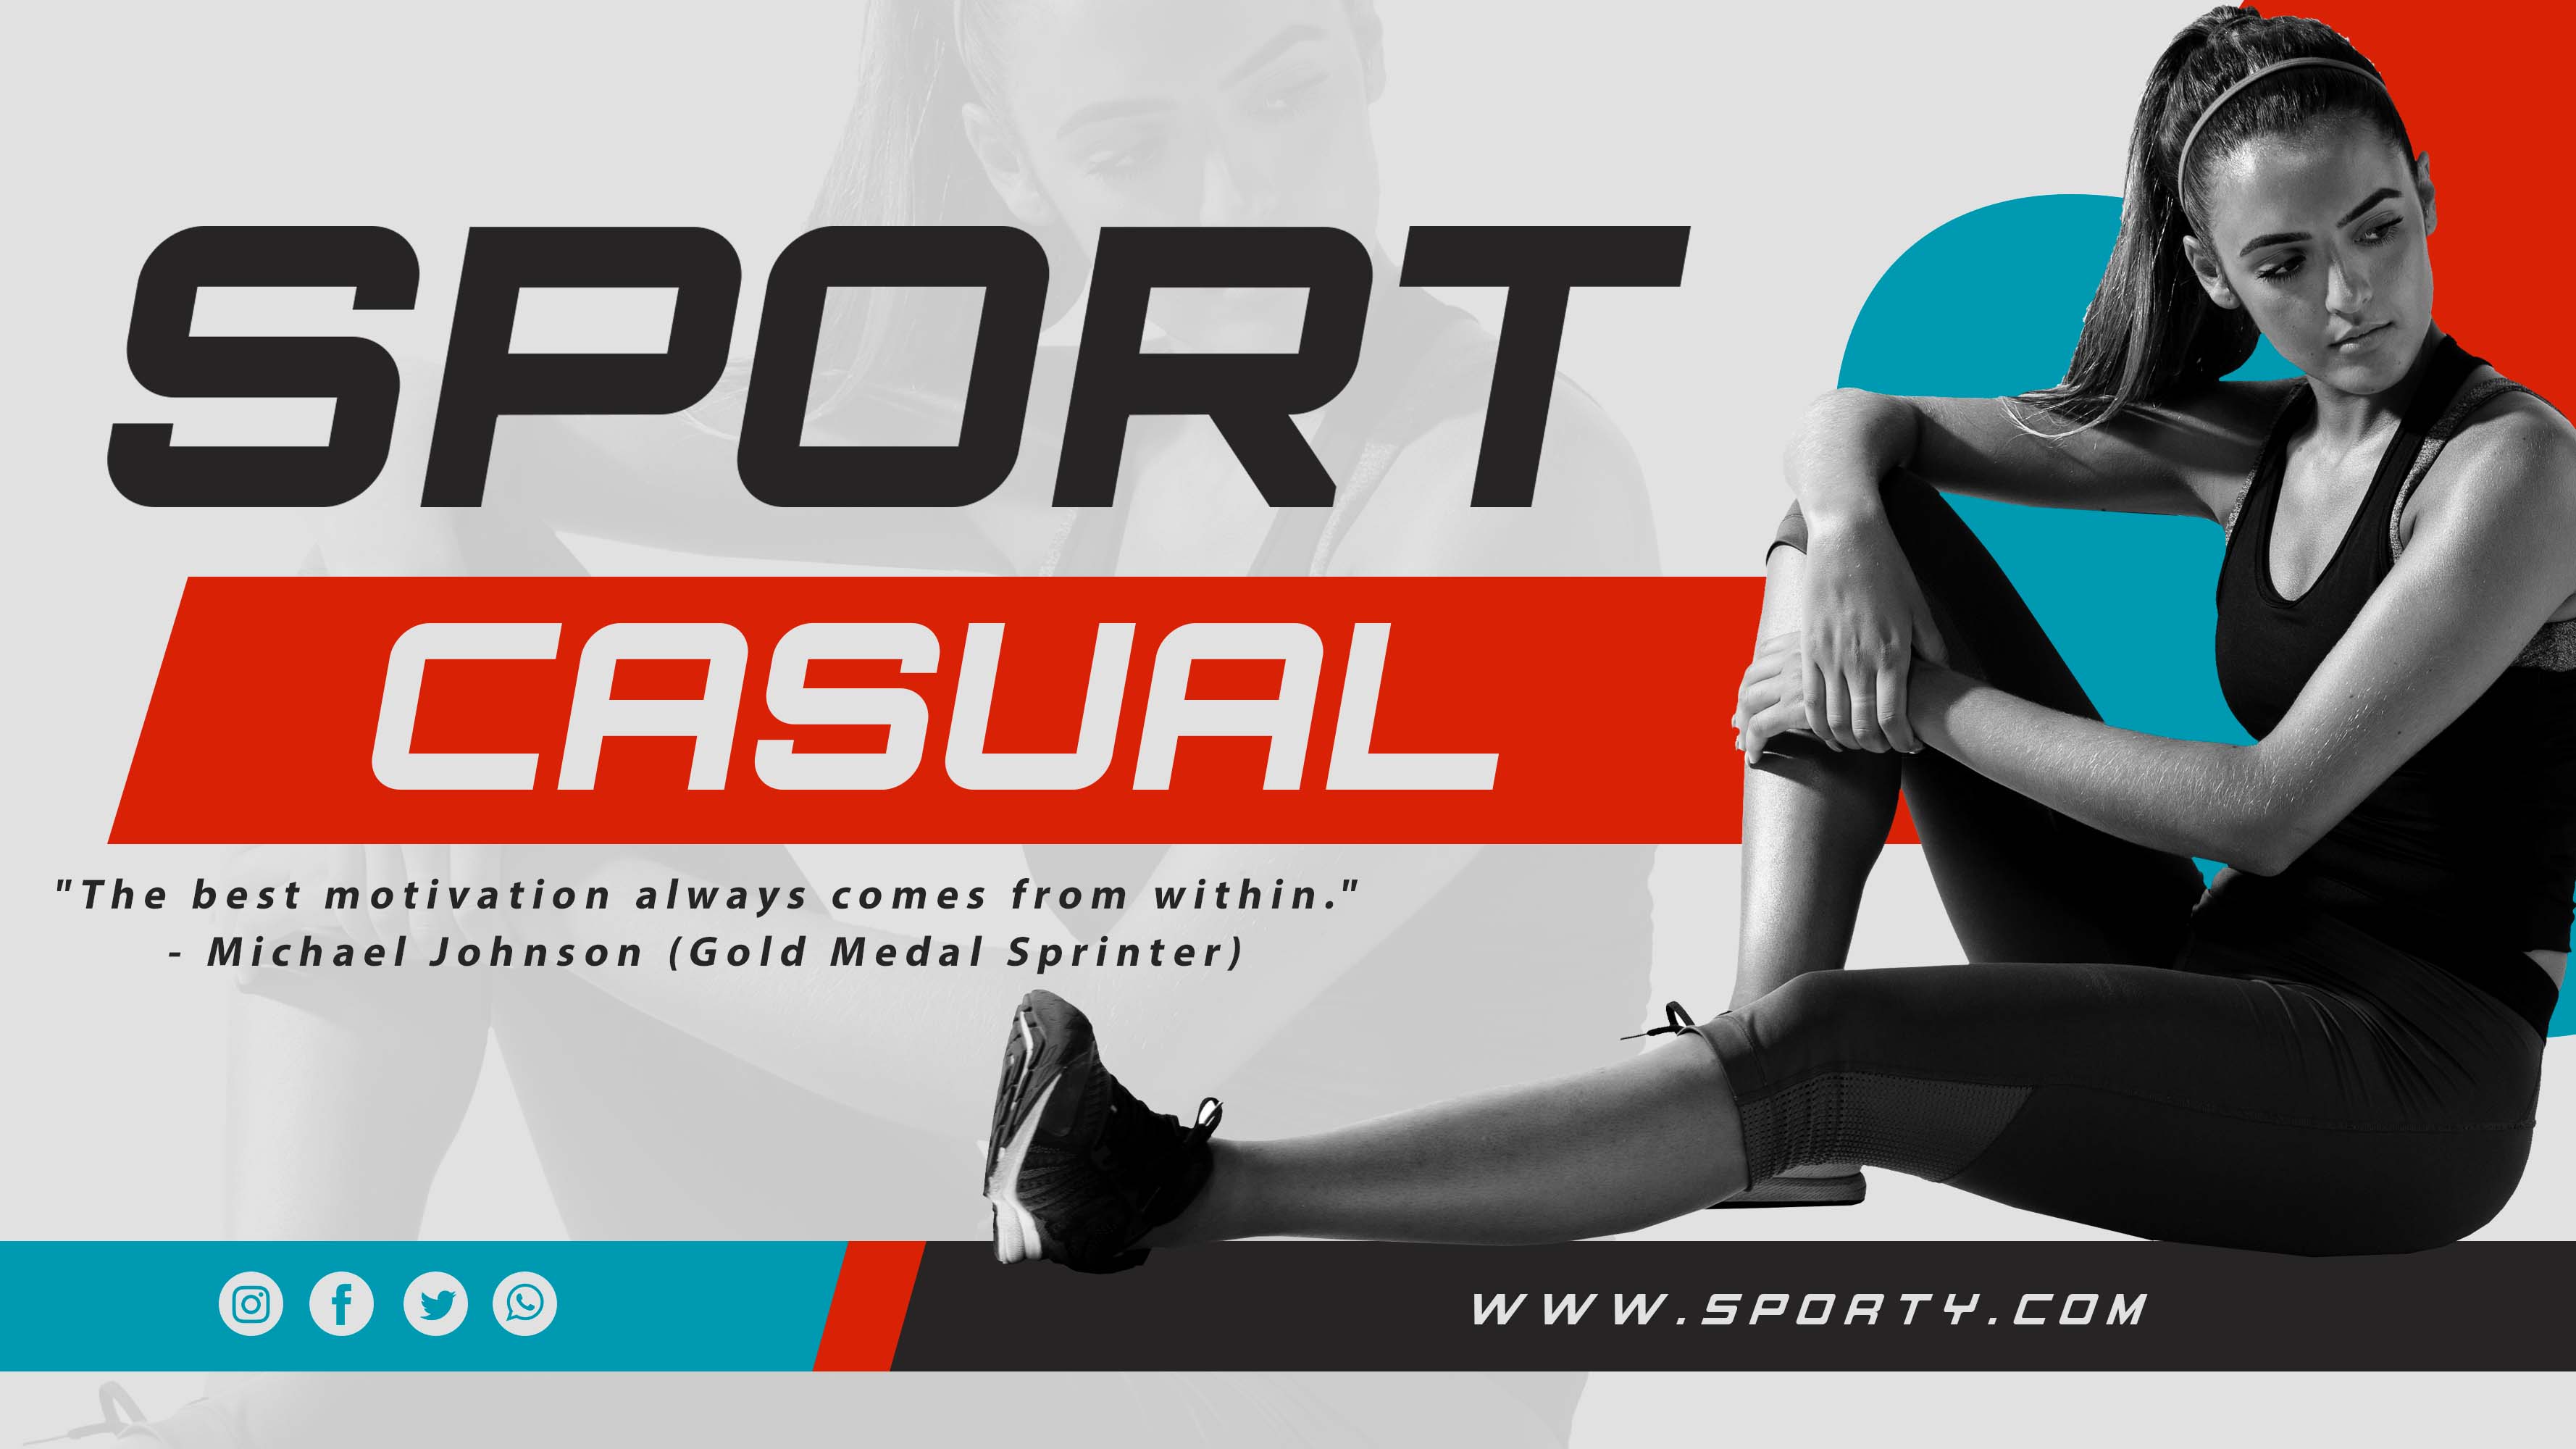 SPORT
CASUAL
"The best motivation always comes from within."
- Michael Johnson (Gold Medal Sprinter)
WWW.SPORTY.COM